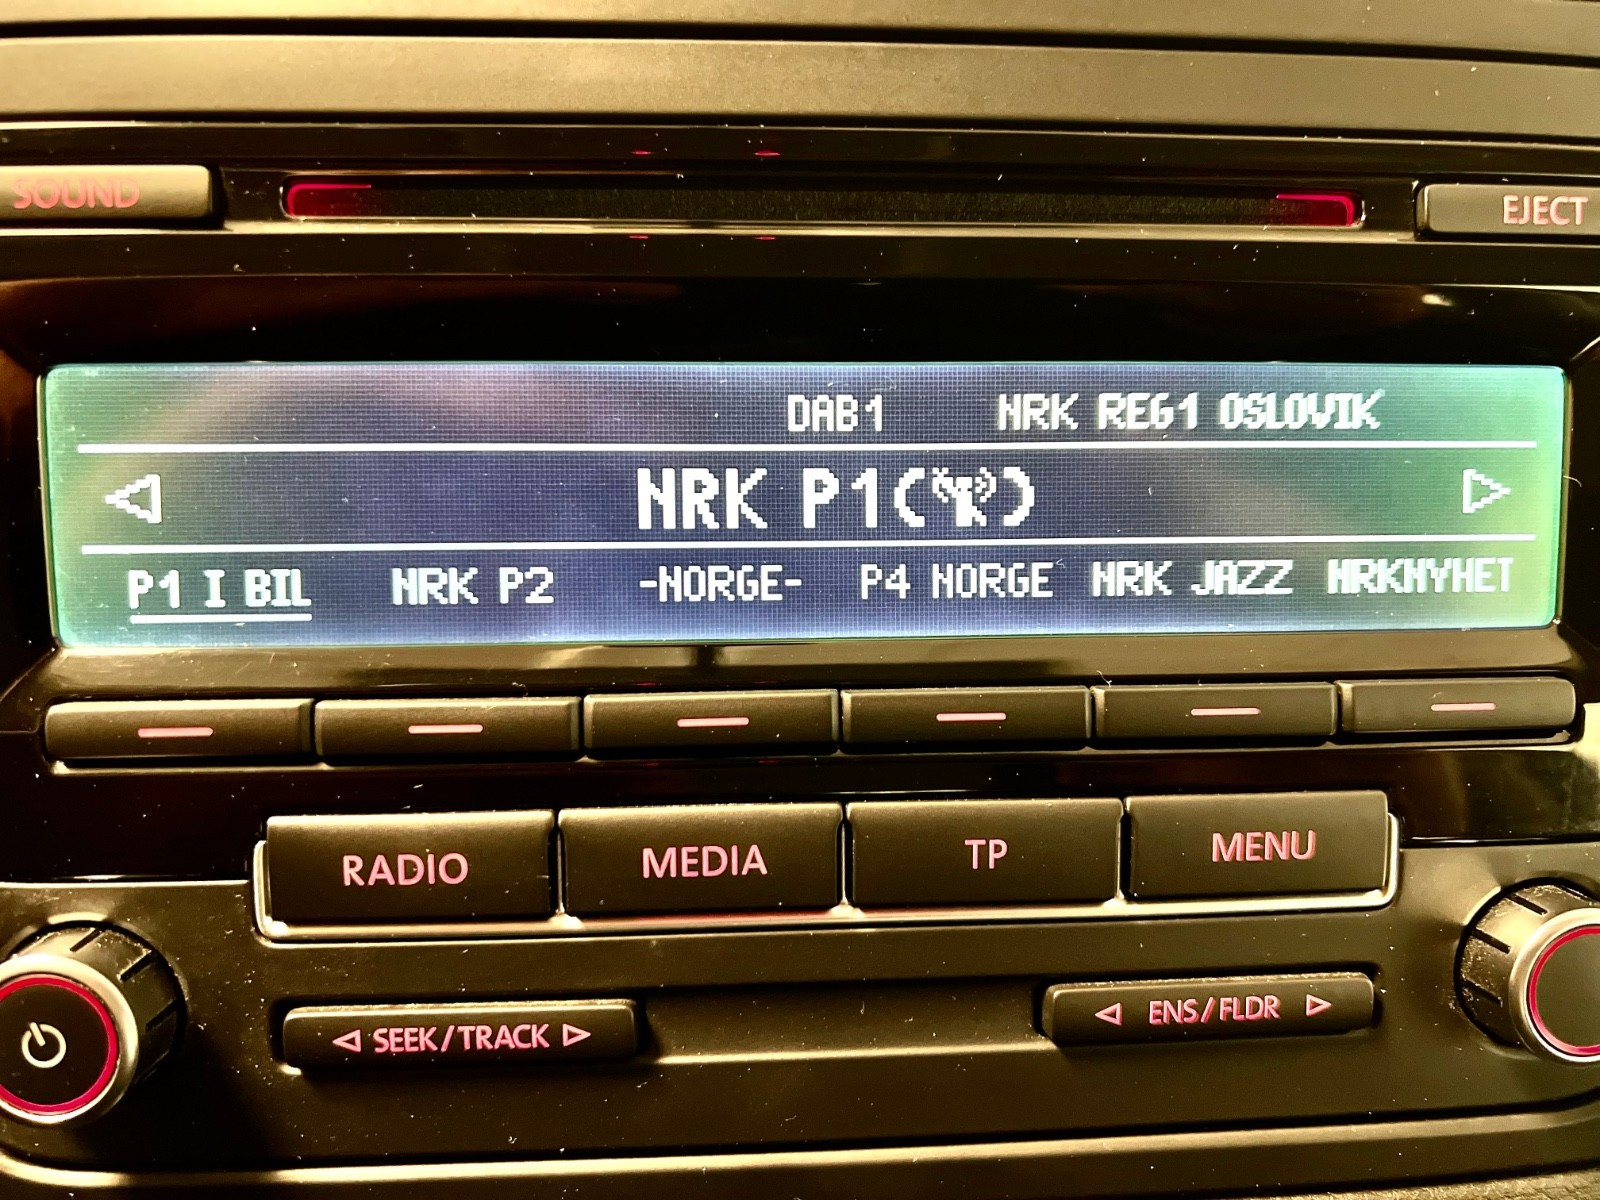 SOUND
EJECT
DAB1 NRK REG1 OSLOVIK
NRK P1
P1 I BIL NRK P2 -NORGE- P4 NORGE NRK JAZZ NRKNYHET
RADIO MEDIA TP MENU
SEEK/TRACK
ENS/FLDR